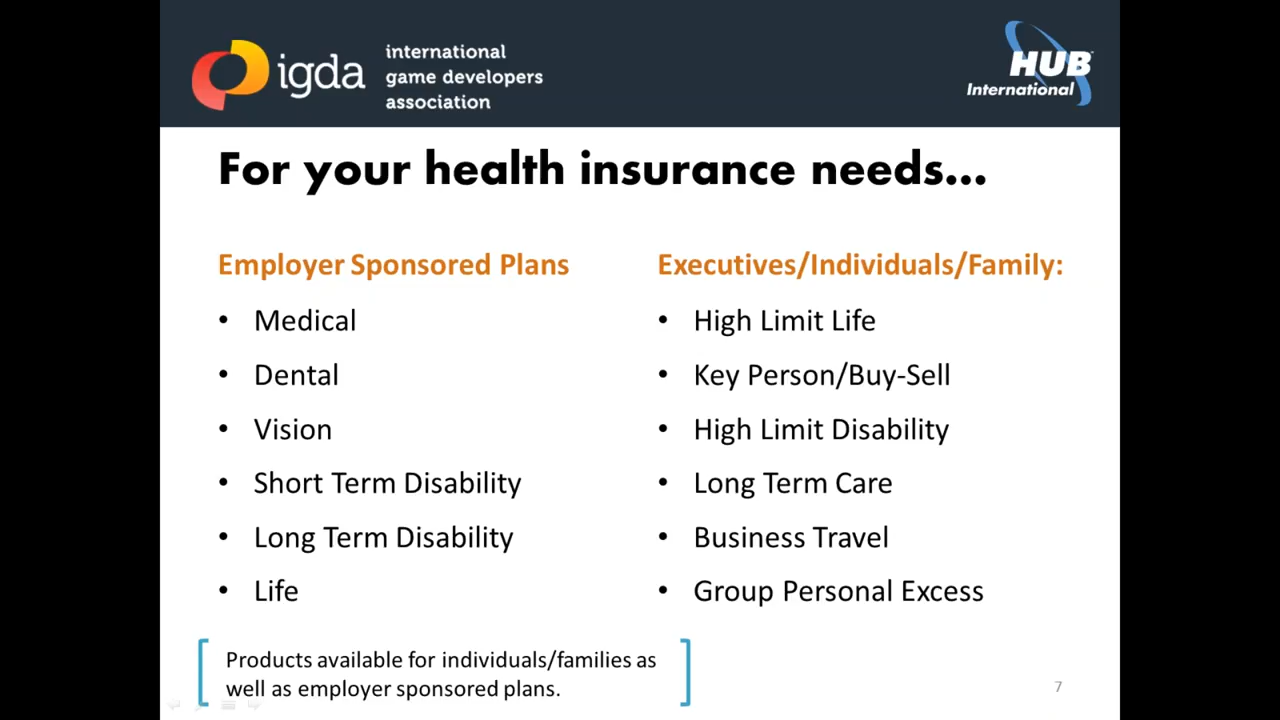 igda
international
game developers
association
HUB
International
For your health insurance needs...
Employer Sponsored Plans
• Medical
• Dental
• Vision
• Short Term Disability
• Long Term Disability
• Life
Executives/Individuals/Family:
• High Limit Life
• Key Person/Buy-Sell
• High Limit Disability
• Long Term Care
• Business Travel
• Group Personal Excess
Products available for individuals/families as
well as employer sponsored plans.
7